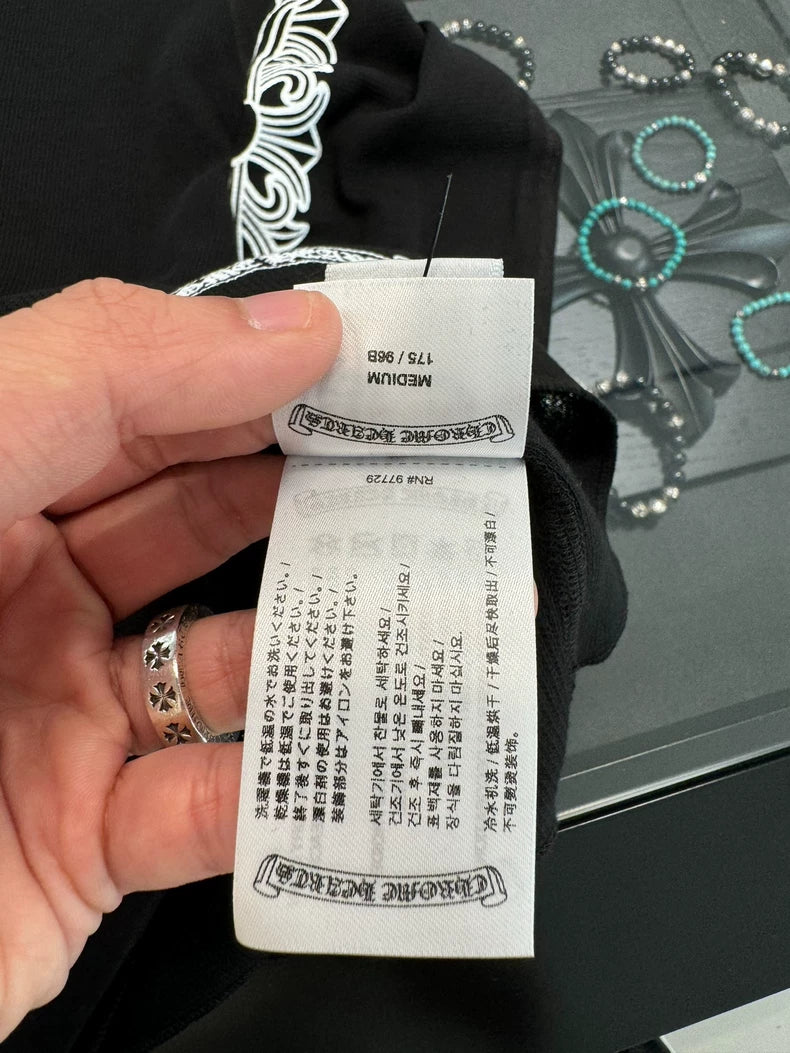 MEDIUM
175 / 96B
CHROME HEARTS
RN# 97729
洗濯機で低温の水でお洗いください。/
乾燥機は低温でご使用ください。/
終了後すぐに取り出してください。/
漂白剤の使用はお避けください。/
装飾部分はアイロンをお避け下さい。
세탁기에서 찬물로 세탁하세요/
건조기에서 낮은 온도로 건조시키세요/
건조 후 즉시 빼내세요/
표백제를 사용하지 마세요/
장식을 다림질하지 마십시요.
冷水机洗/低温烘干/干燥后尽快取出/不可漂白/
不可熨烫装饰。
CHROME HEARTS